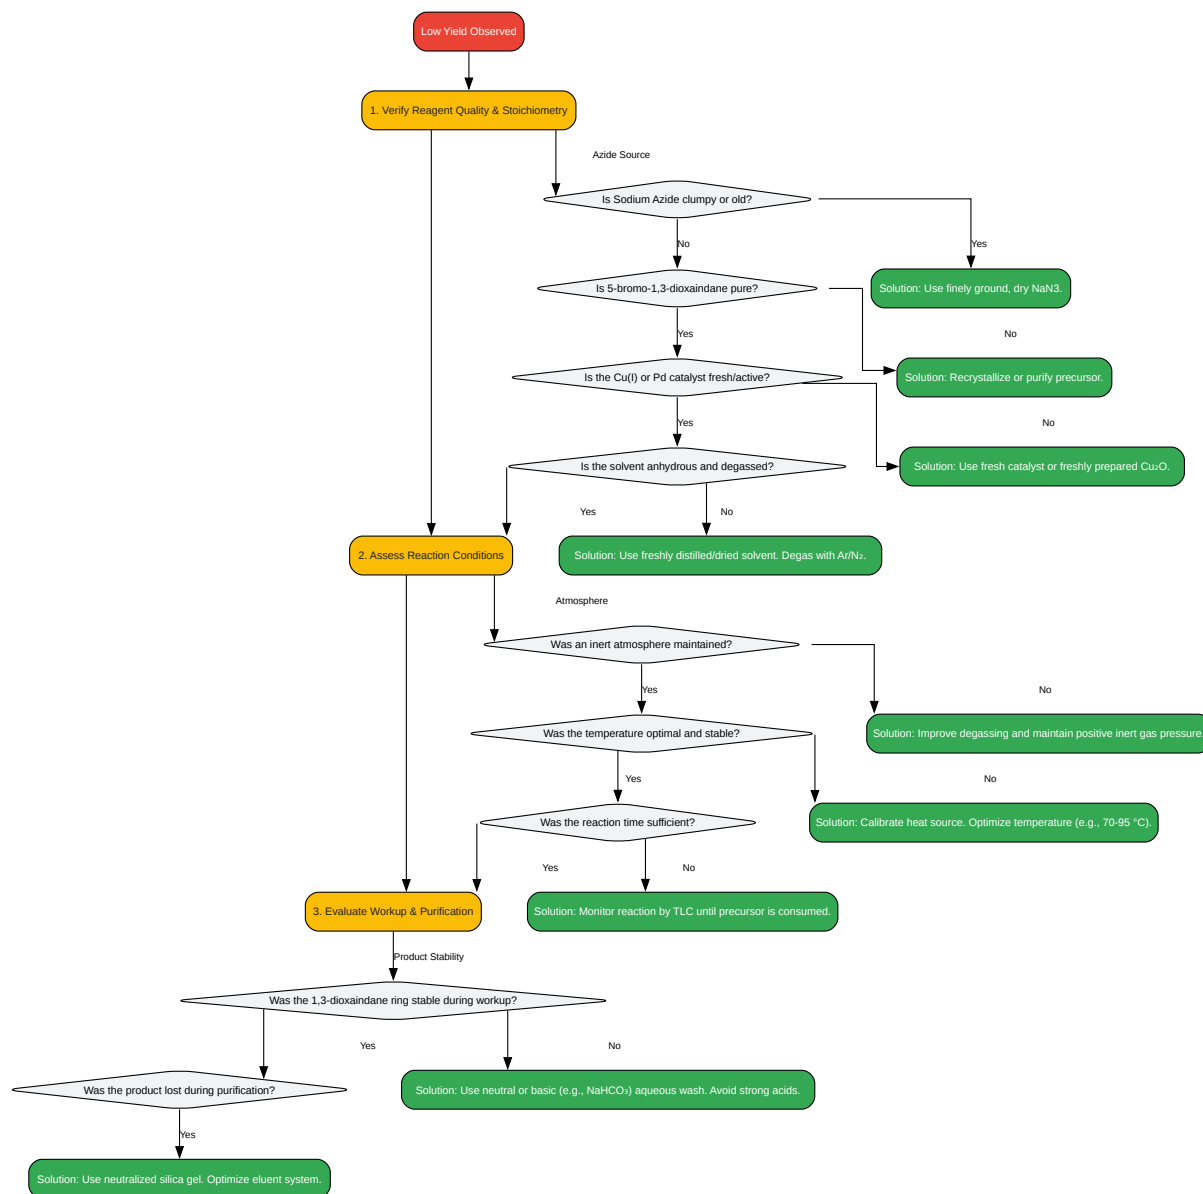 Low Yield Observed
1. Verify Reagent Quality & Stoichiometry
Azide Source
Is Sodium Azide clumpy or old?
No
Yes
Is 5-bromo-1,3-dioxaindane pure?
Solution: Use finely ground, dry NaN3.
Yes
No
Is the Cu(I) or Pd catalyst fresh/active?
Solution: Recrystallize or purify precursor.
Yes
No
Is the solvent anhydrous and degassed?
Solution: Use fresh catalyst or freshly prepared Cu₂O.
Yes
No
2. Assess Reaction Conditions
Solution: Use freshly distilled/dried solvent. Degas with Ar/N₂.
Atmosphere
Was an inert atmosphere maintained?
Yes
No
Was the temperature optimal and stable?
Solution: Improve degassing and maintain positive inert gas pressure.
Yes
No
Was the reaction time sufficient?
Solution: Calibrate heat source. Optimize temperature (e.g., 70-95 °C).
Yes
No
3. Evaluate Workup & Purification
Solution: Monitor reaction by TLC until precursor is consumed.
Product Stability
Was the 1,3-dioxaindane ring stable during workup?
Yes
No
Was the product lost during purification?
Solution: Use neutral or basic (e.g., NaHCO₃) aqueous wash. Avoid strong acids.
Yes
Solution: Use neutralized silica gel. Optimize eluent system.